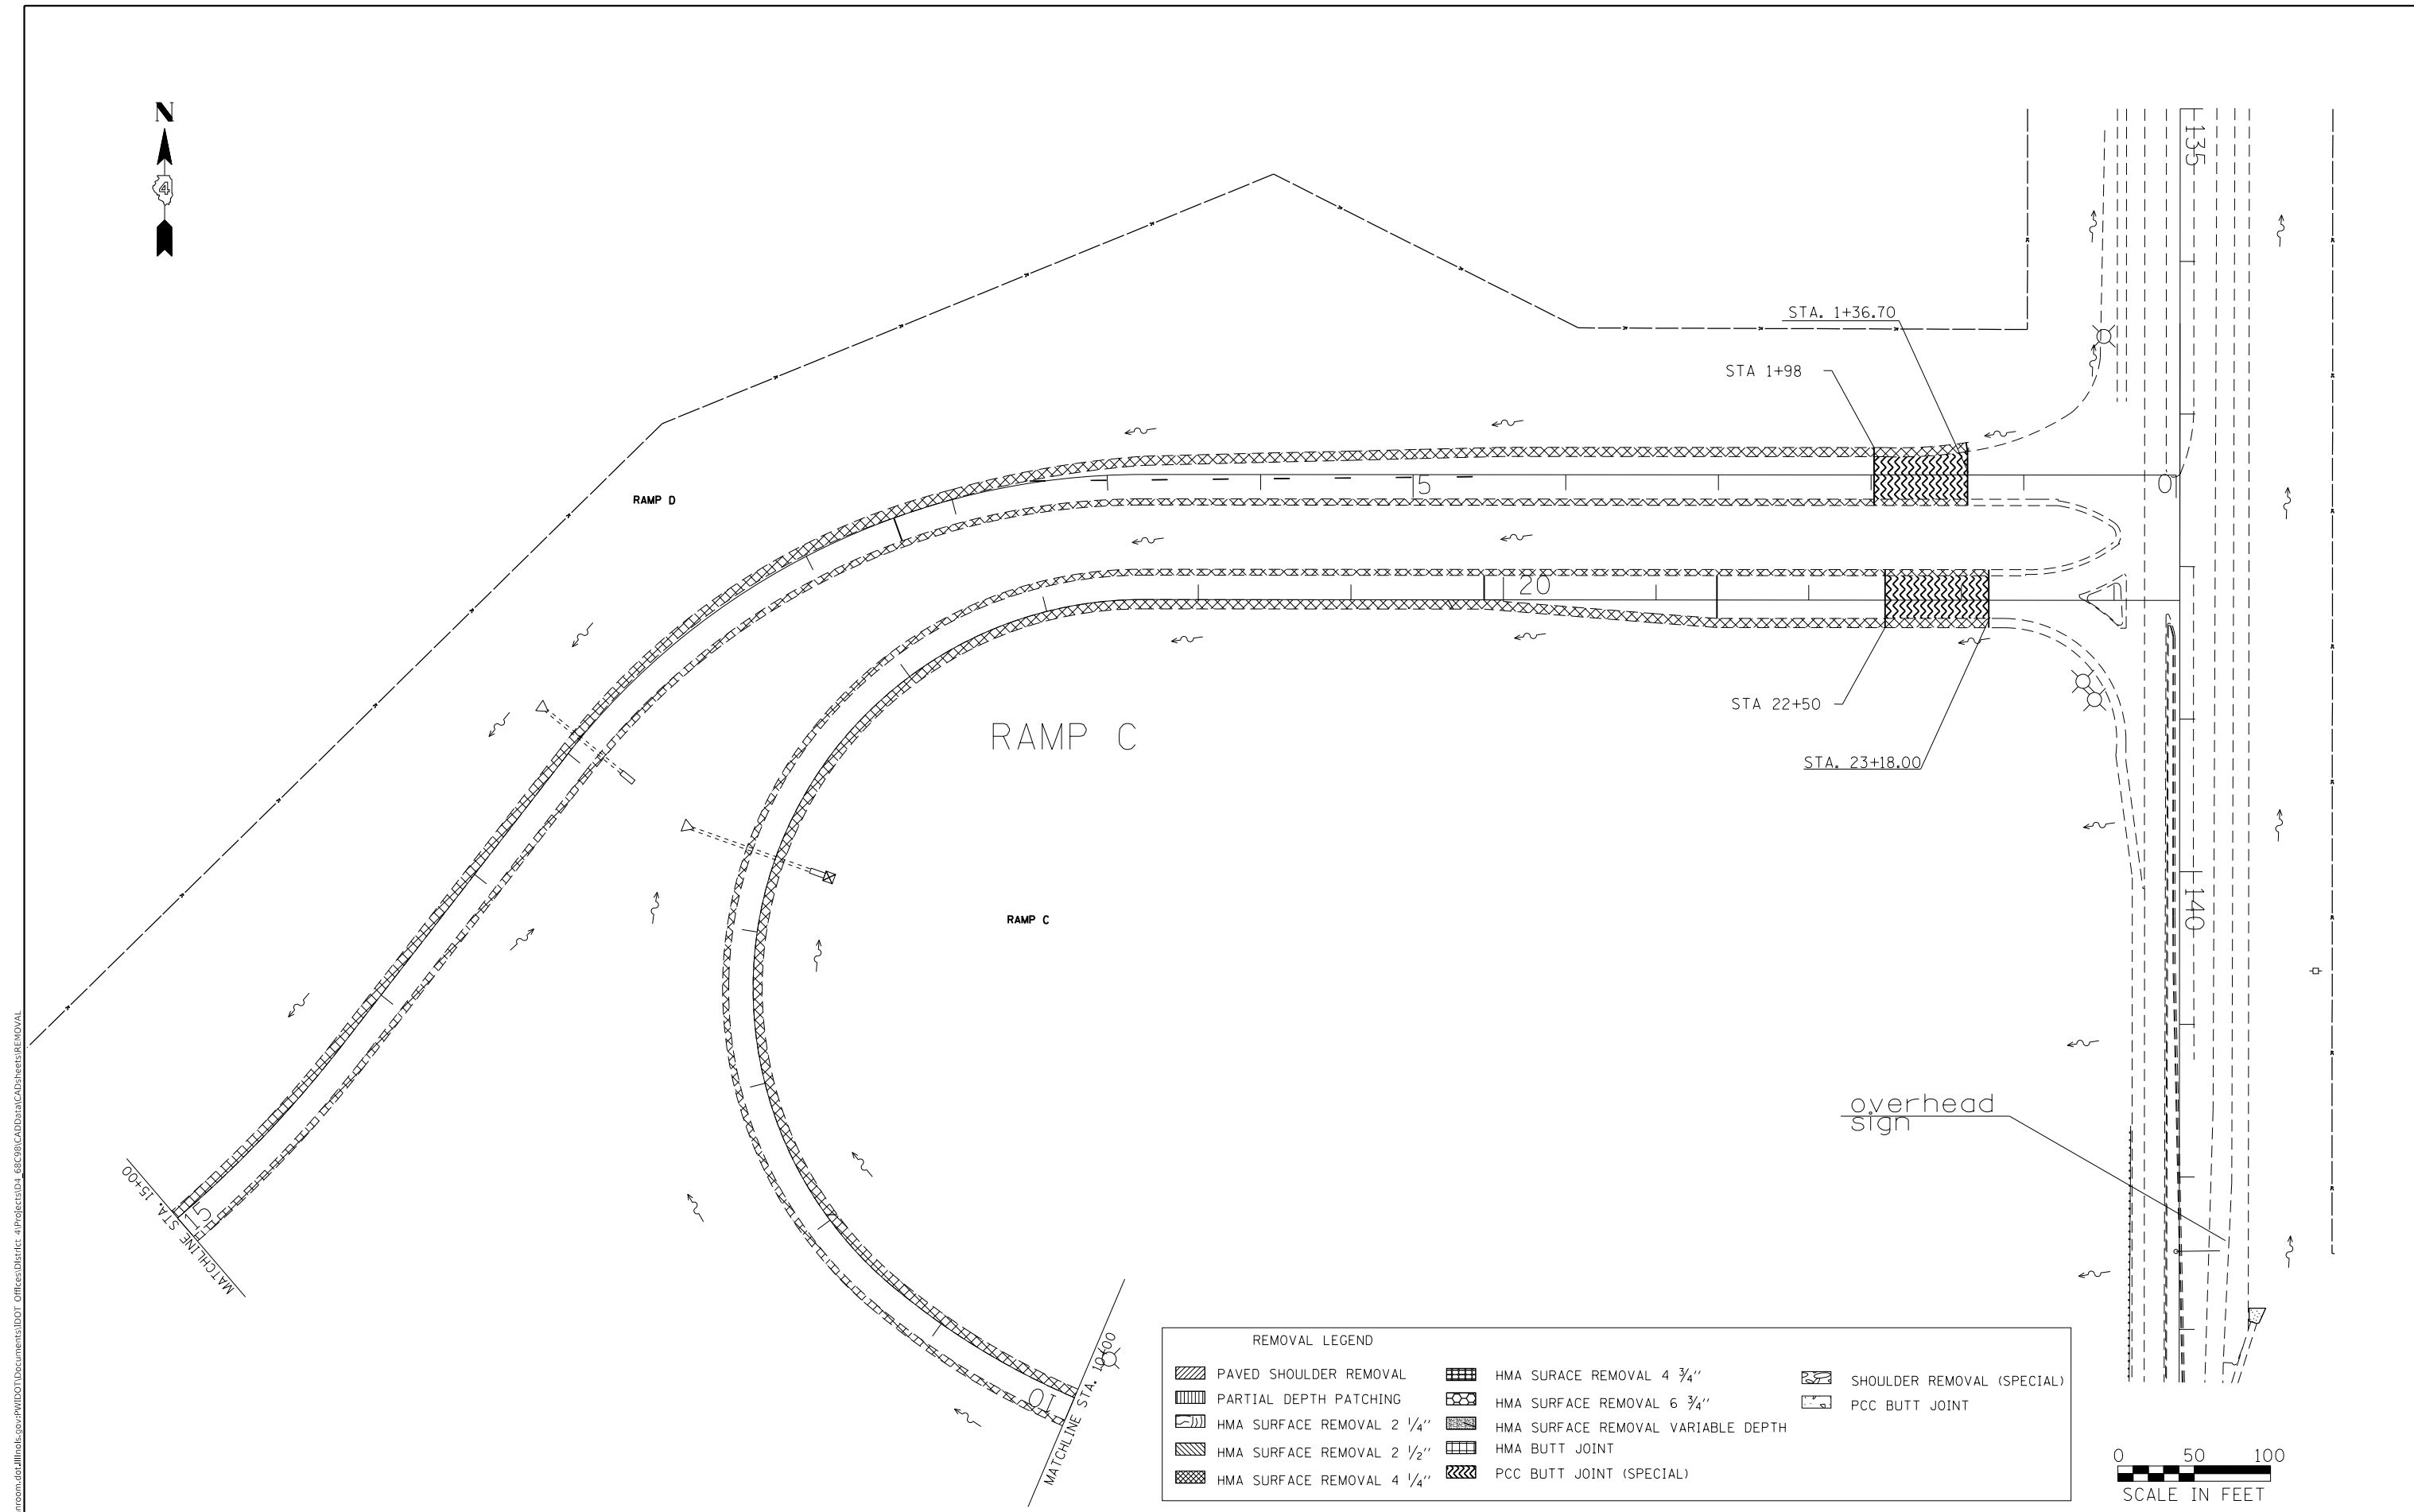 N
4
135
STA. 1+36.70
STA 1+98
RAMP D
5
0
20
STA 22+50
RAMP C
STA. 23+18.00
RAMP C
140
overhead
sign
MATCHLINE STA. 15+00
15
10
MATCHLINE STA. 10+00
REMOVAL LEGEND
PAVED SHOULDER REMOVAL
PARTIAL DEPTH PATCHING
HMA SURFACE REMOVAL 2 1/4''
HMA SURFACE REMOVAL 2 1/2''
HMA SURFACE REMOVAL 4 1/4''
HMA SURACE REMOVAL 4 3/4''
HMA SURFACE REMOVAL 6 3/4''
HMA SURFACE REMOVAL VARIABLE DEPTH
HMA BUTT JOINT
PCC BUTT JOINT (SPECIAL)
SHOULDER REMOVAL (SPECIAL)
PCC BUTT JOINT
0 50 100
SCALE IN FEET